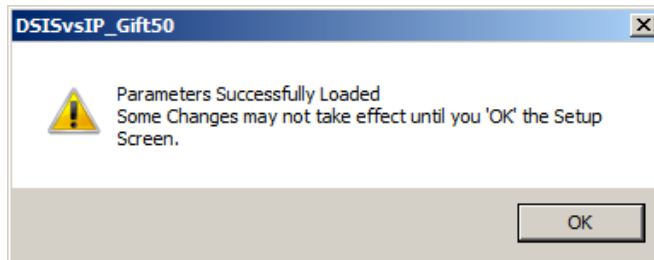 DSISvsIP_Gift50
Parameters Successfully Loaded
Some Changes may not take effect until you 'OK' the Setup
Screen.
OK